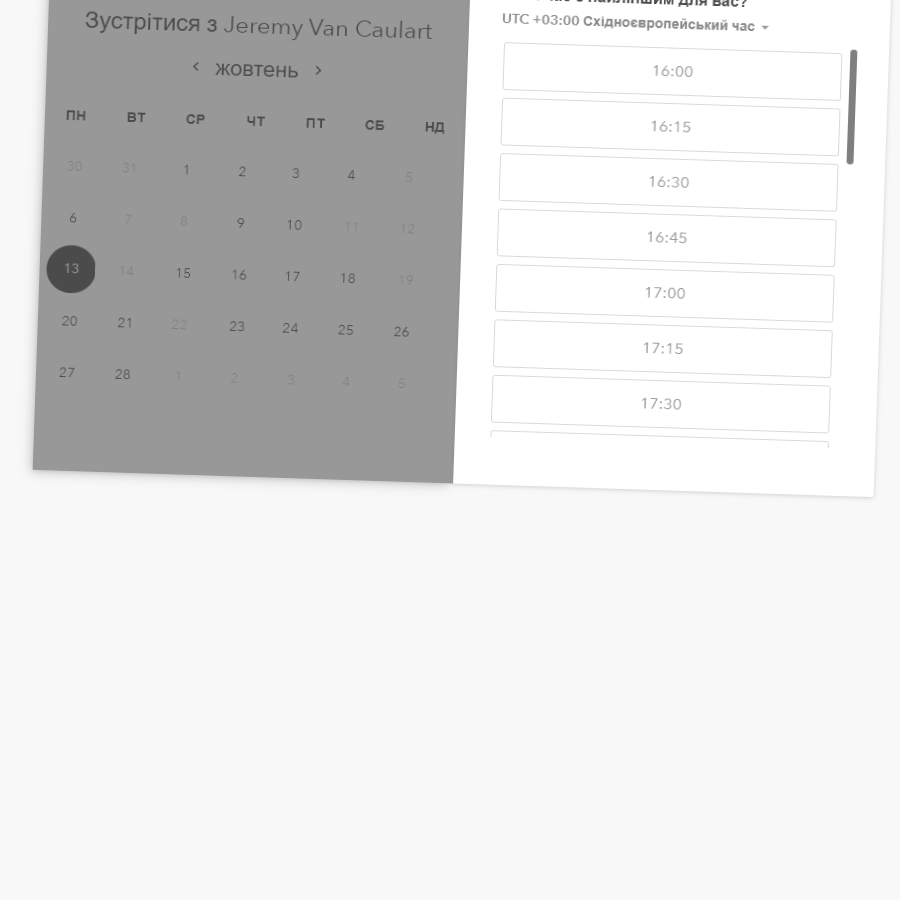 Зустрітися з Jeremy Van Caulart
жовтень
ПН ВТ СР ЧТ ПТ СБ НД
30 31 1 2 3 4 5
6 7 8 9 10 11 12
13 14 15 16 17 18 19
20 21 22 23 24 25 26
27 28 1 2 3 4 5
є найліпшим для вас?
UTC +03:00 Східноєвропейський час
16:00
16:15
16:30
16:45
17:00
17:15
17:30